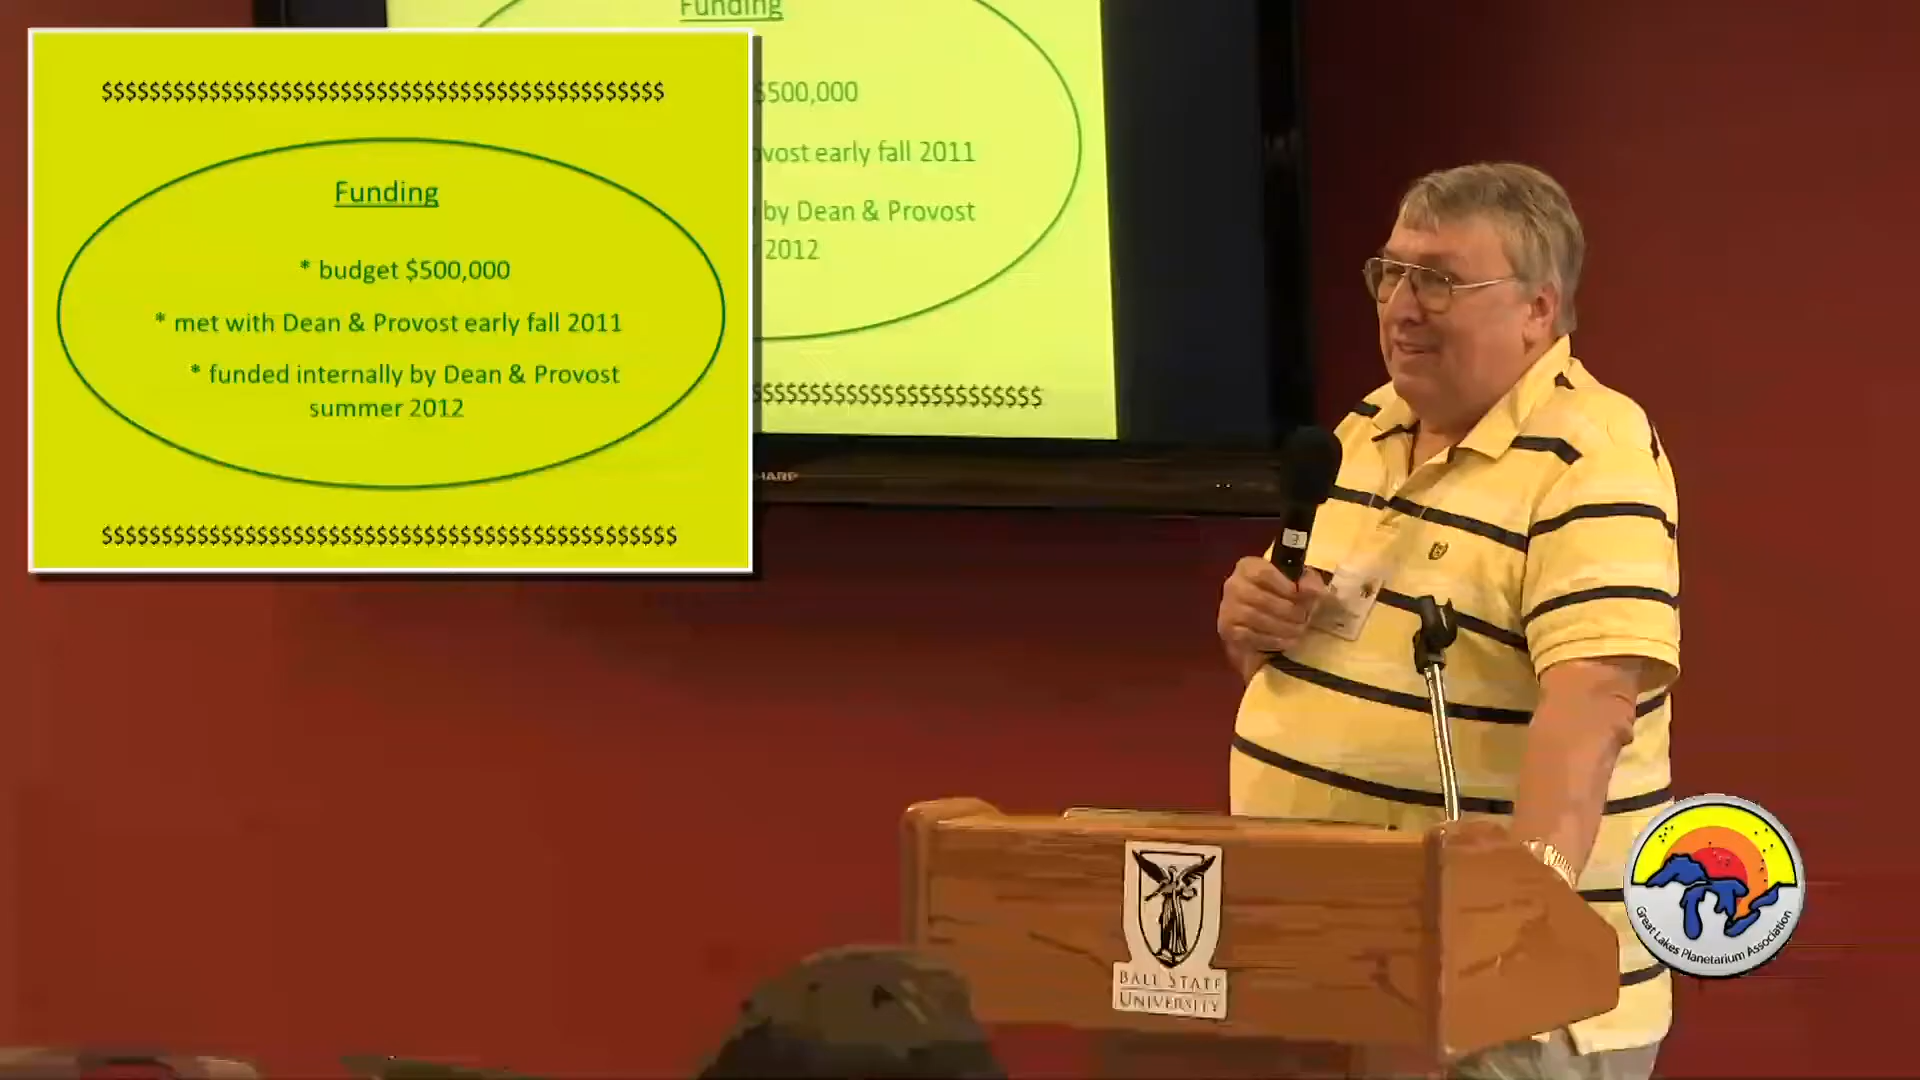 $$$$$$$$$$$$$$$$$$$$$$$$$$$$$$$$$$$$$$$$$$$$$$$
Funding
* budget $500,000
* met with Dean & Provost early fall 2011
* funded internally by Dean & Provost
summer 2012
$$$$$$$$$$$$$$$$$$$$$$$$$$$$$$$$$$$$$$$$$$$$$$$$
Funding
$500,000
early fall 2011
by Dean & Provost
2012
$$$$$$$$$$$$$$$$$$$$$$$$
3
BALL STATE
UNIVERSITY
Great Lakes Planetarium Association